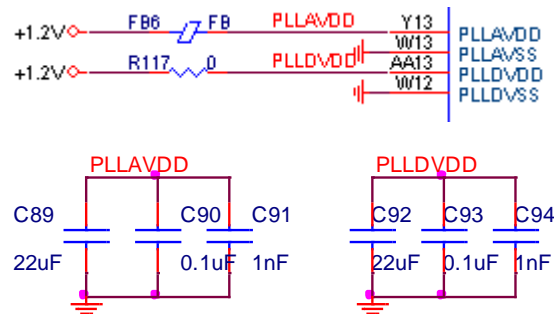 +1.2V FB6 FB PLLAVDD Y13 PLLAVDD
W13 PLLAVSS
+1.2V R117 0 PLLDVDD AA13 PLLDVDD
W12 PLLDVSS
PLLAVDD PLLDVDD
C89 C90 C91 C92 C93 C94
22uF 0.1uF 1nF 22uF 0.1uF 1nF